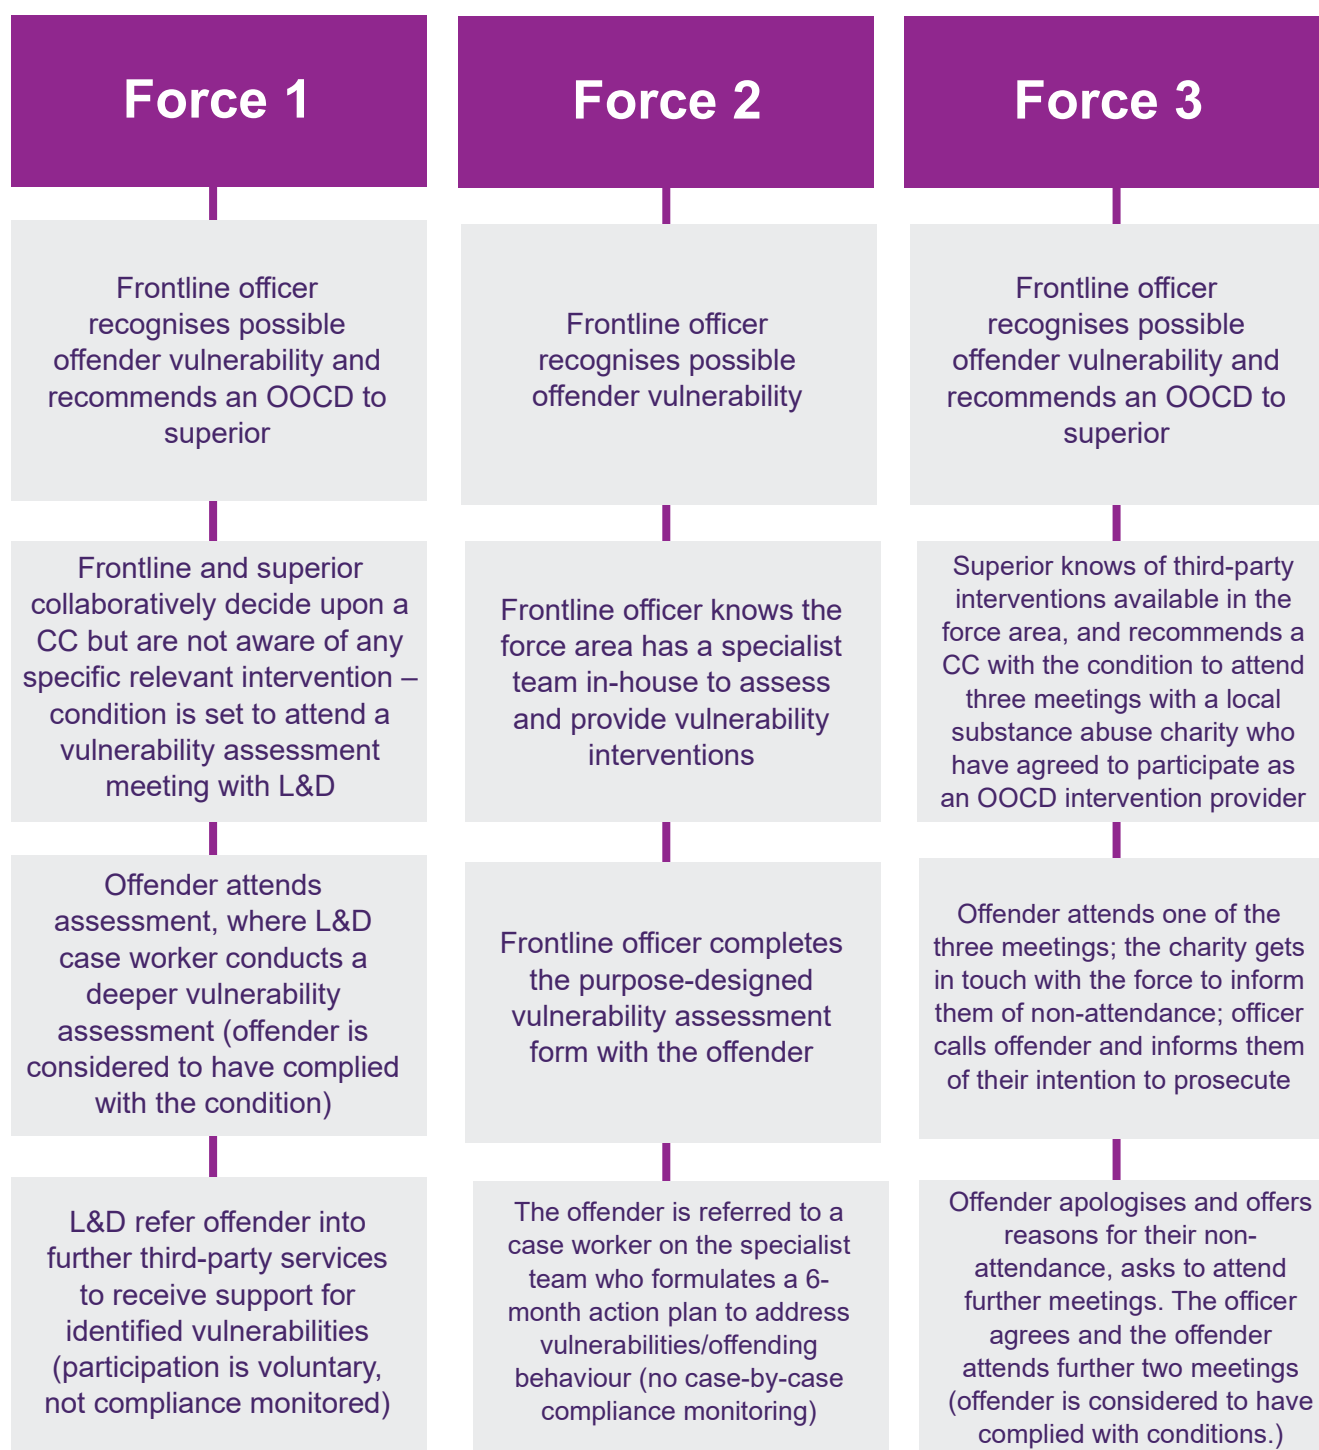 Force 1
Frontline officer
recognises possible
offender vulnerability and
recommends an OOCD to
superior
Frontline and superior
collaboratively decide upon a
CC but are not aware of any
specific relevant intervention –
condition is set to attend a
vulnerability assessment
meeting with L&D
Offender attends
assessment, where L&D
case worker conducts a
deeper vulnerability
assessment (offender is
considered to have complied
with the condition)
L&D refer offender into
further third-party services
to receive support for
identified vulnerabilities
(participation is voluntary,
not compliance monitored)
Force 2
Frontline officer
recognises possible
offender vulnerability
Frontline officer knows the
force area has a specialist
team in-house to assess
and provide vulnerability
interventions
Frontline officer completes
the purpose-designed
vulnerability assessment
form with the offender
The offender is referred to a
case worker on the specialist
team who formulates a 6-
month action plan to address
vulnerabilities/offending
behaviour (no case-by-case
compliance monitoring)
Force 3
Frontline officer
recognises possible
offender vulnerability and
recommends an OOCD to
superior
Superior knows of third-party
interventions available in the
force area, and recommends a
CC with the condition to attend
three meetings with a local
substance abuse charity who
have agreed to participate as
an OOCD intervention provider
Offender attends one of the
three meetings; the charity gets
in touch with the force to inform
them of non-attendance; officer
calls offender and informs them
of their intention to prosecute
Offender apologises and offers
reasons for their non-
attendance, asks to attend
further meetings. The officer
agrees and the offender
attends further two meetings
(offender is considered to have
complied with conditions.)